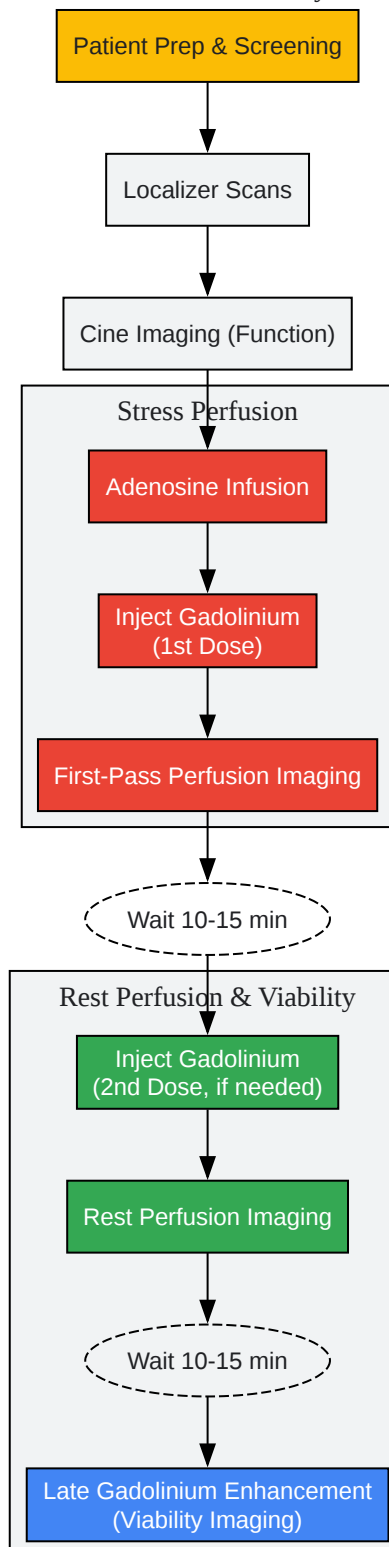 Patient Prep & Screening
Localizer Scans
Cine Imaging (Function)
Stress Perfusion
Adenosine Infusion
Inject Gadolinium
(1st Dose)
First-Pass Perfusion Imaging
Wait 10-15 min
Rest Perfusion & Viability
Inject Gadolinium
(2nd Dose, if needed)
Rest Perfusion Imaging
Wait 10-15 min
Late Gadolinium Enhancement
(Viability Imaging)